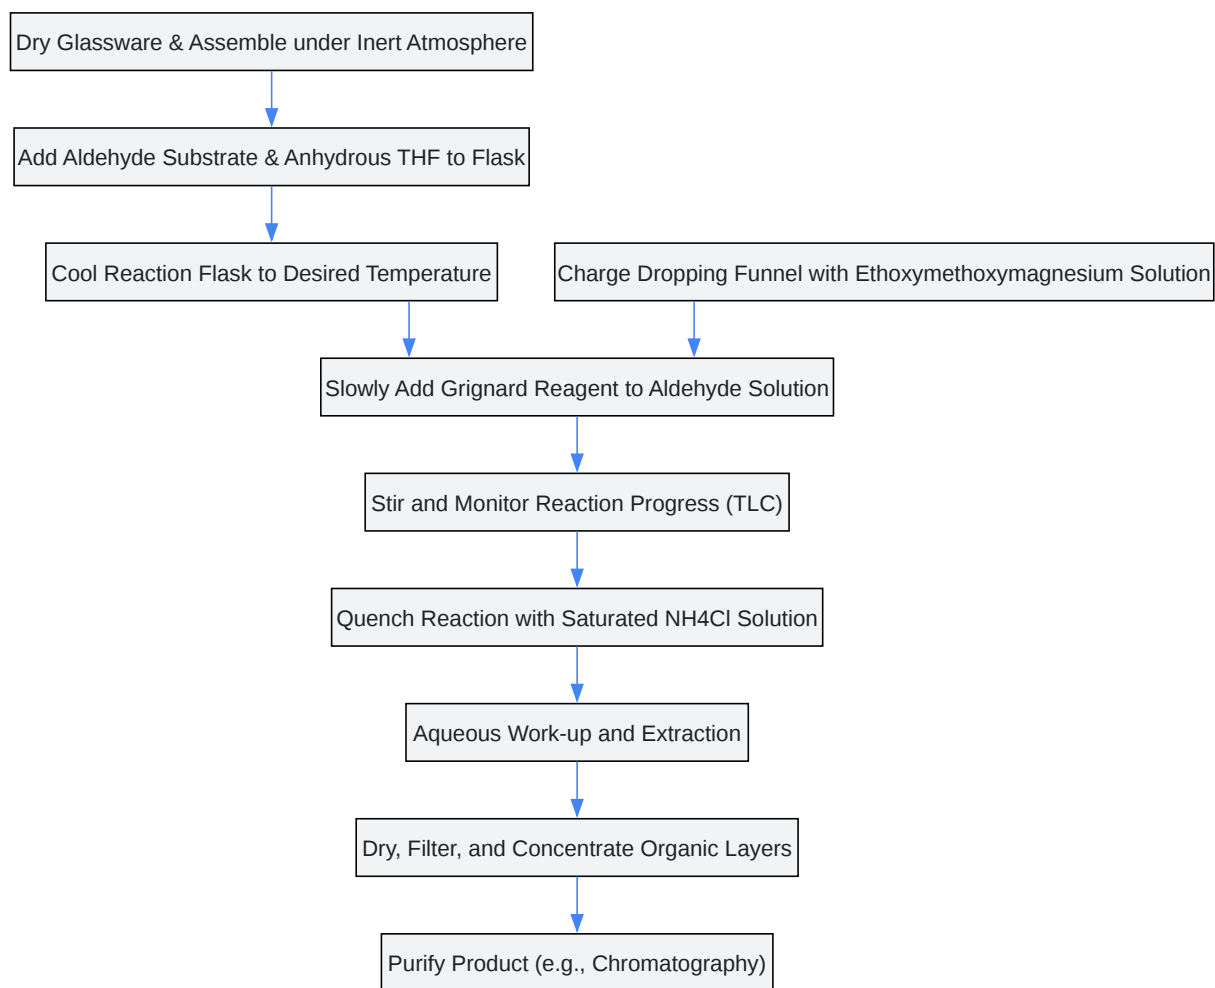 Dry Glassware & Assemble under Inert Atmosphere
Add Aldehyde Substrate & Anhydrous THF to Flask
Cool Reaction Flask to Desired Temperature
Charge Dropping Funnel with Ethoxymethoxymagnesium Solution
Slowly Add Grignard Reagent to Aldehyde Solution
Stir and Monitor Reaction Progress (TLC)
Quench Reaction with Saturated NH4Cl Solution
Aqueous Work-up and Extraction
Dry, Filter, and Concentrate Organic Layers
Purify Product (e.g., Chromatography)